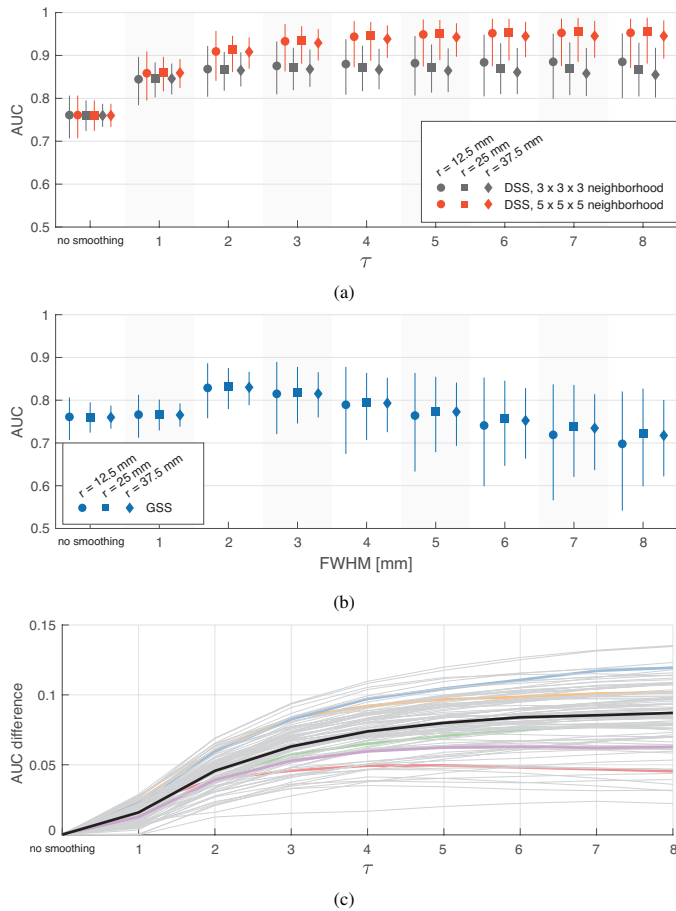 1
0.9
0.8
0.7
0.6
0.5
AUC
r = 12.5 mm
r = 25 mm
r = 37.5 mm
DSS, 3 x 3 x 3 neighborhood
DSS, 5 x 5 x 5 neighborhood
no smoothing 1 2 3 4 5 6 7 8
τ
(a)
1
0.9
0.8
0.7
0.6
0.5
AUC
r = 12.5 mm
r = 25 mm
r = 37.5 mm
GSS
no smoothing 1 2 3 4 5 6 7 8
FWHM [mm]
(b)
0.15
0.1
0.05
0
AUC difference
no smoothing 1 2 3 4 5 6 7 8
τ
(c)